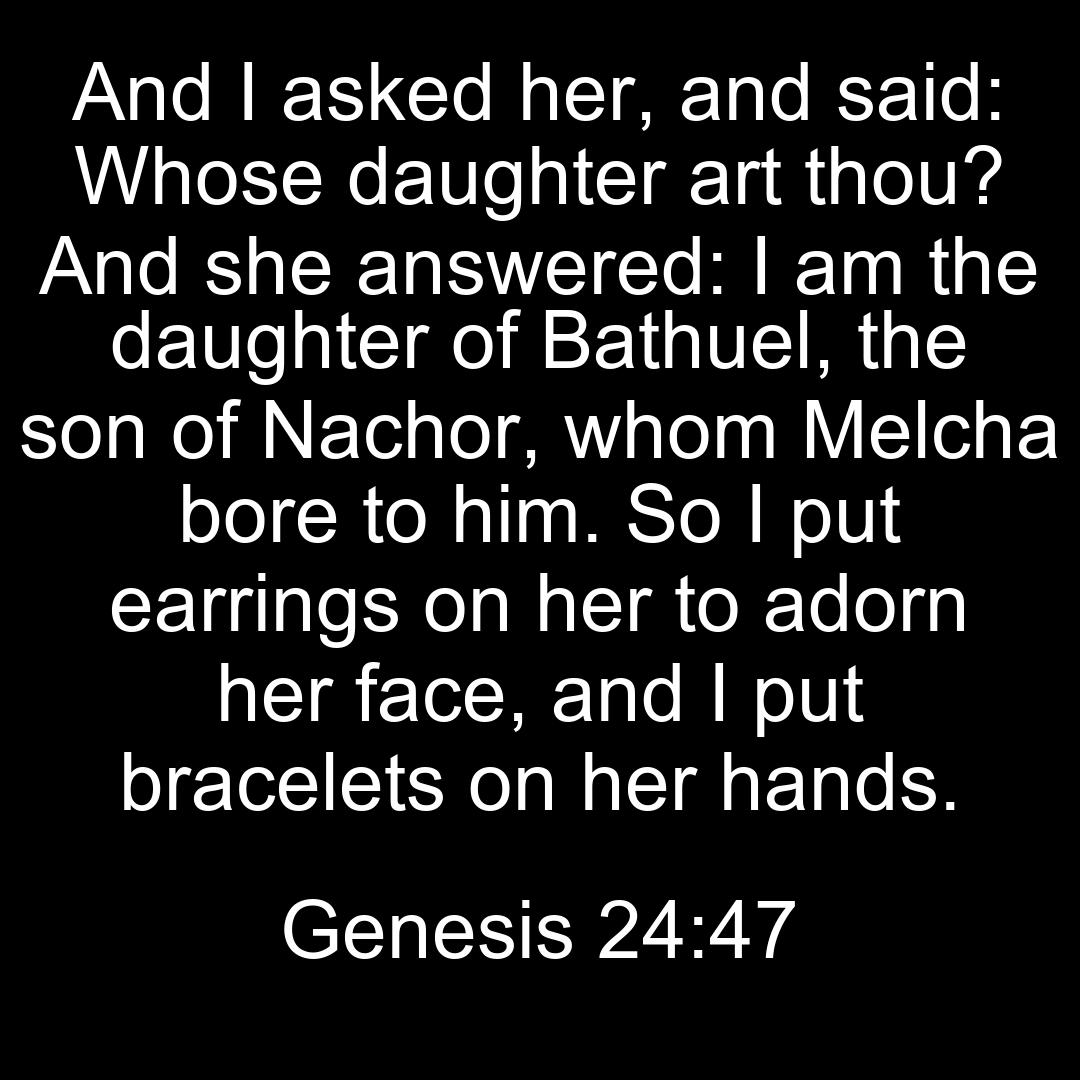 And I asked her, and said:
Whose daughter art thou?
And she answered: I am the
daughter of Bathuel, the
son of Nachor, whom Melcha
bore to him. So I put
earrings on her to adorn
her face, and I put
bracelets on her hands.
Genesis 24:47